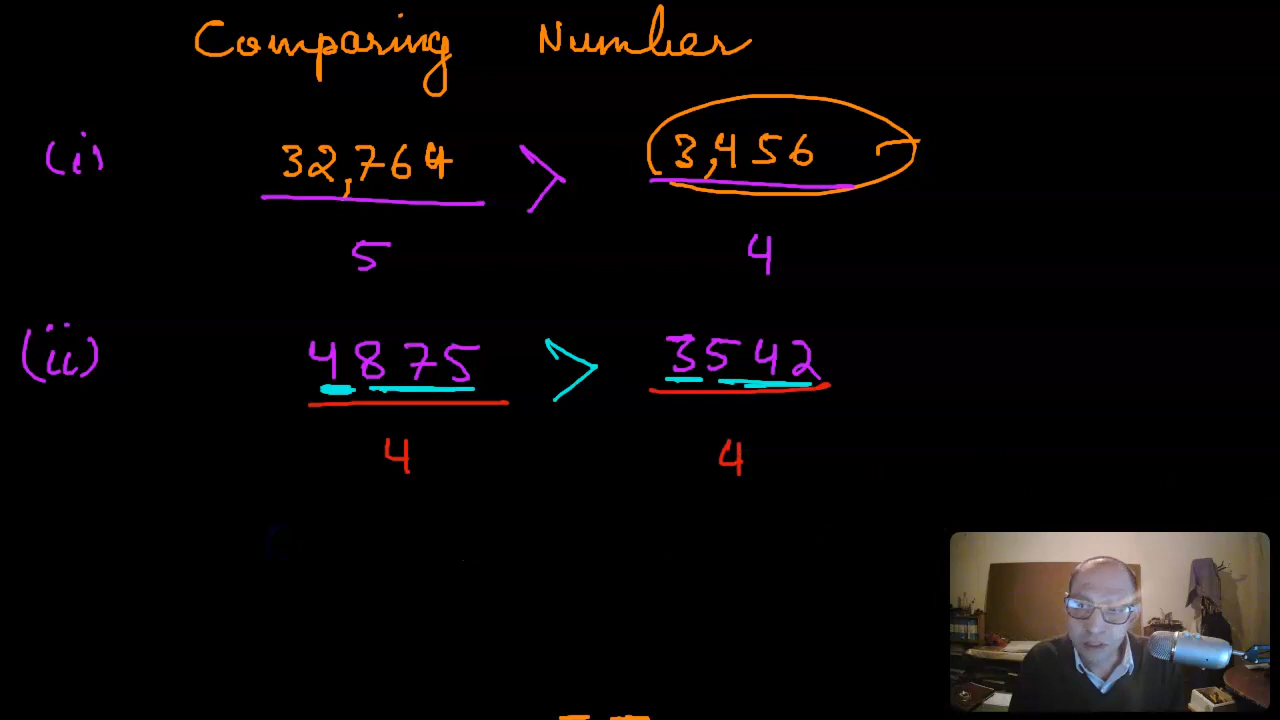 Comparing Number
(i) 32,764 > 3,456
5 4
(ii) 4875 > 3542
4 4